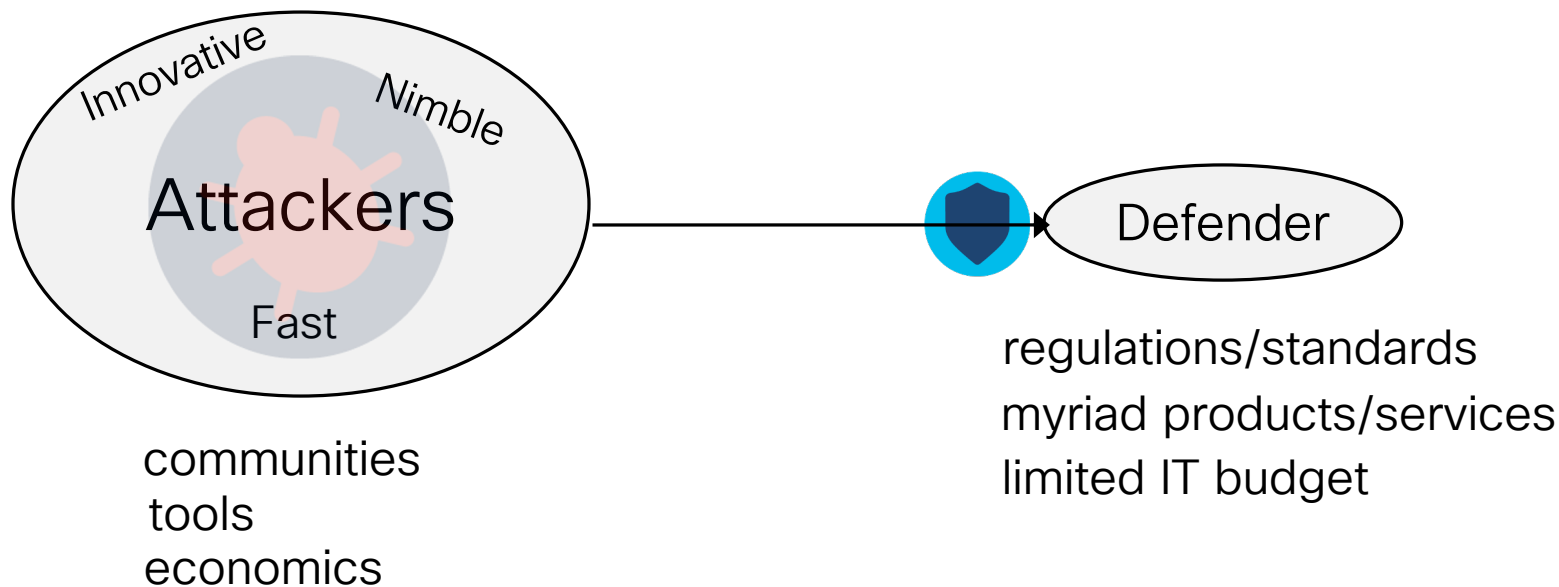 Innovative
Nimble
Attackers
Fast
communities
tools
economics
Defender
regulations/standards
myriad products/services
limited IT budget